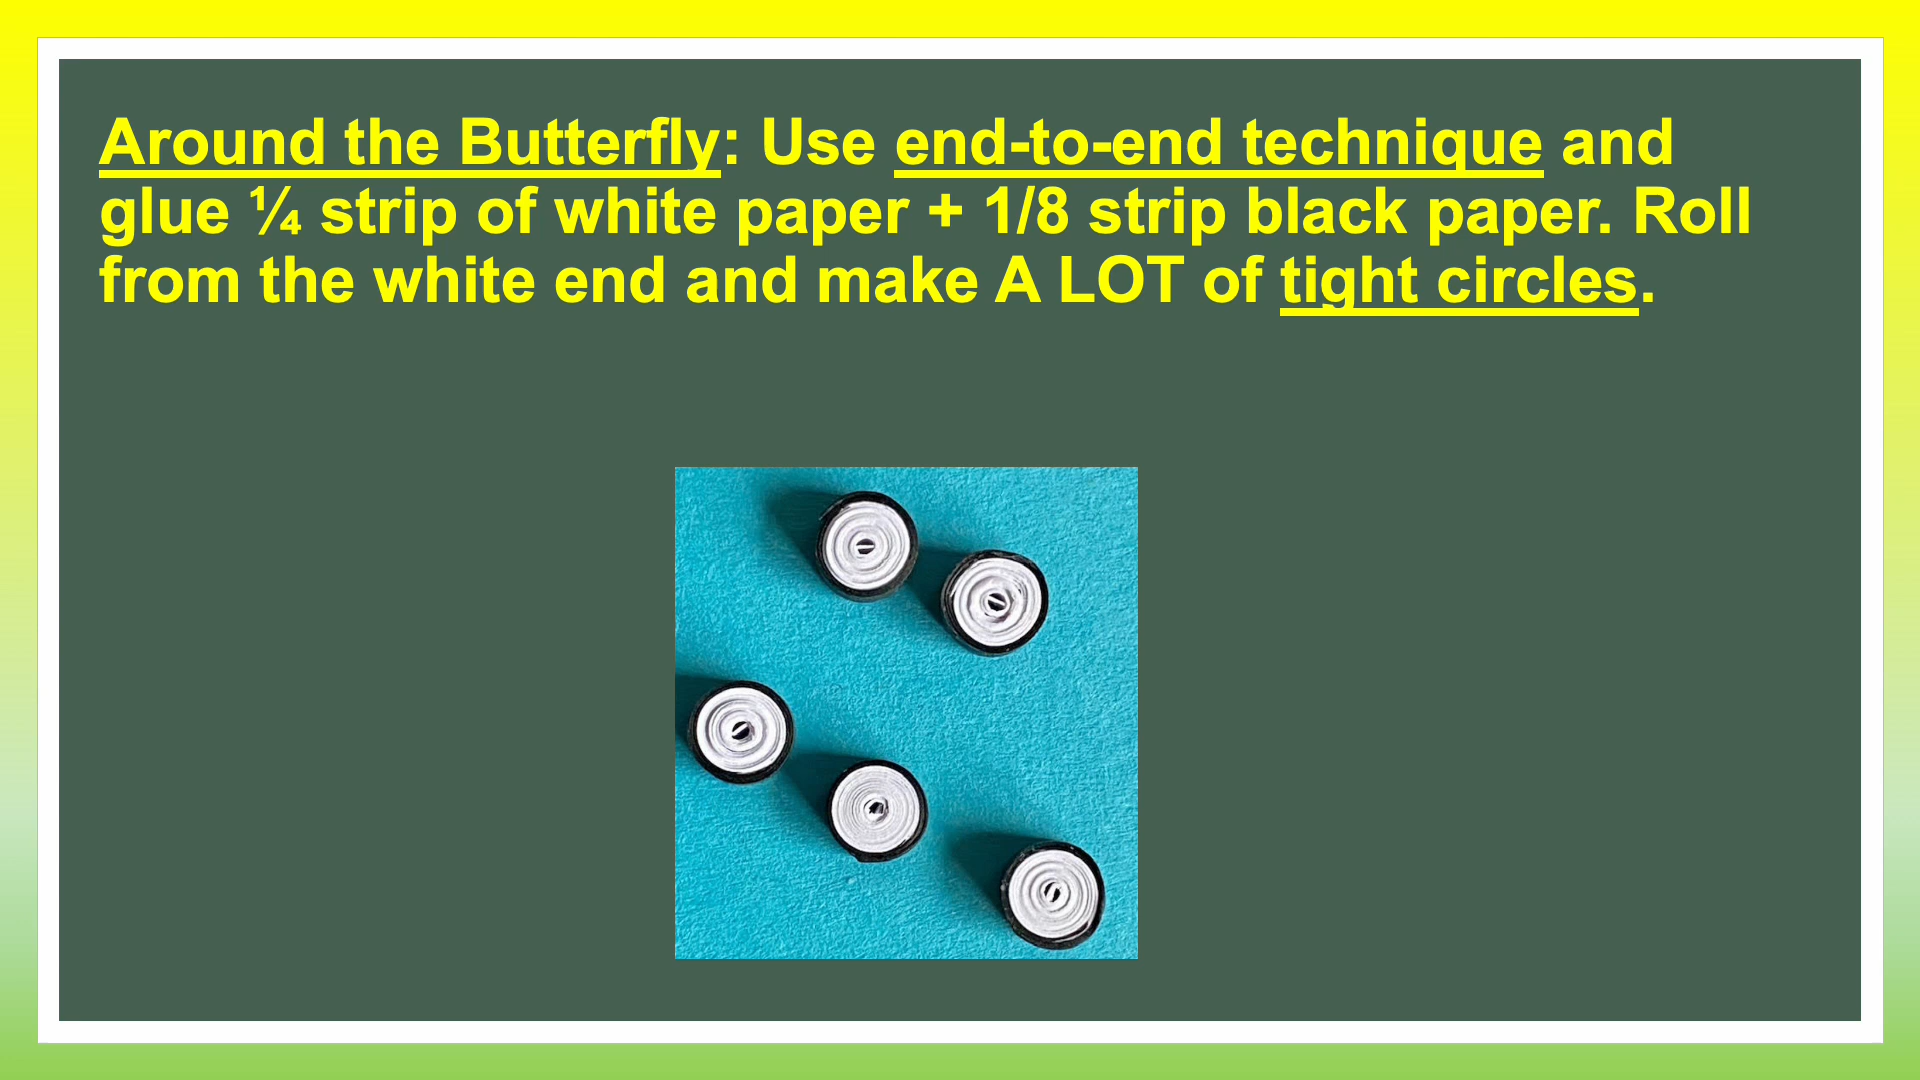 Around the Butterfly: Use end-to-end technique and
glue ¼ strip of white paper + 1/8 strip black paper. Roll
from the white end and make A LOT of tight circles.